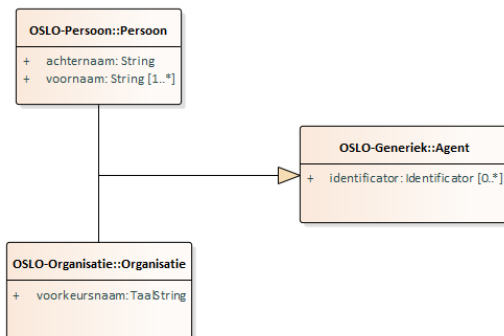 OSLO-Persoon::Persoon
+ achternaam: String
+ voornaam: String [1..*]
OSLO-Generiek::Agent
+ identificator: Identificator [0..*]
OSLO-Organisatie::Organisatie
+ voorkeursnaam: TaalString